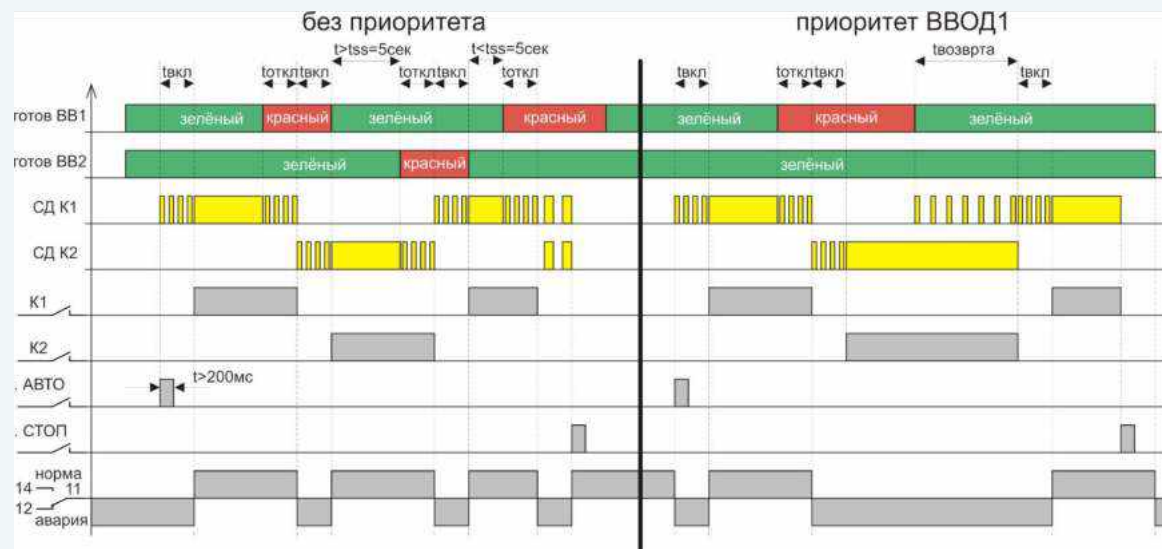 без приоритета
приоритет ВВОД1
t>tss=5сек
t<tss=5сек
tвозврта
tвкл
tоткл
tвкл
tоткл
tвкл
tоткл
tвкл
tоткл
tвкл
tвкл
готов ВВ1
зелёный
красный
зелёный
красный
зелёный
красный
зелёный
готов ВВ2
зелёный
красный
зелёный
СД К1
СД К2
К1
К2
. АВТО
t>200мс
. СТОП
норма
14
11
12
авария